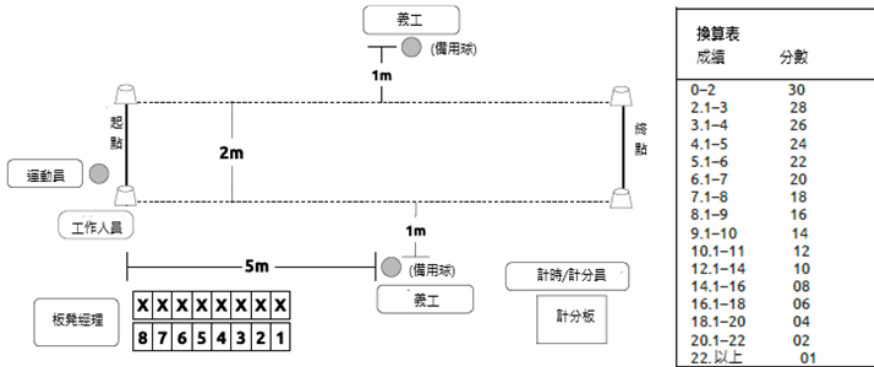 義工
(備用球)
1m
起點
2m
終點
運動員
工作人員
1m
5m
(備用球)
義工
計時/計分員
計分板
板凳經理
X X X X X X X X
8 7 6 5 4 3 2 1
換算表
成績 分數
0–2 30
2.1–3 28
3.1–4 26
4.1–5 24
5.1–6 22
6.1–7 20
7.1–8 18
8.1–9 16
9.1–10 14
10.1–11 12
12.1–14 10
14.1–16 08
16.1–18 06
18.1–20 04
20.1–22 02
22.以上 01